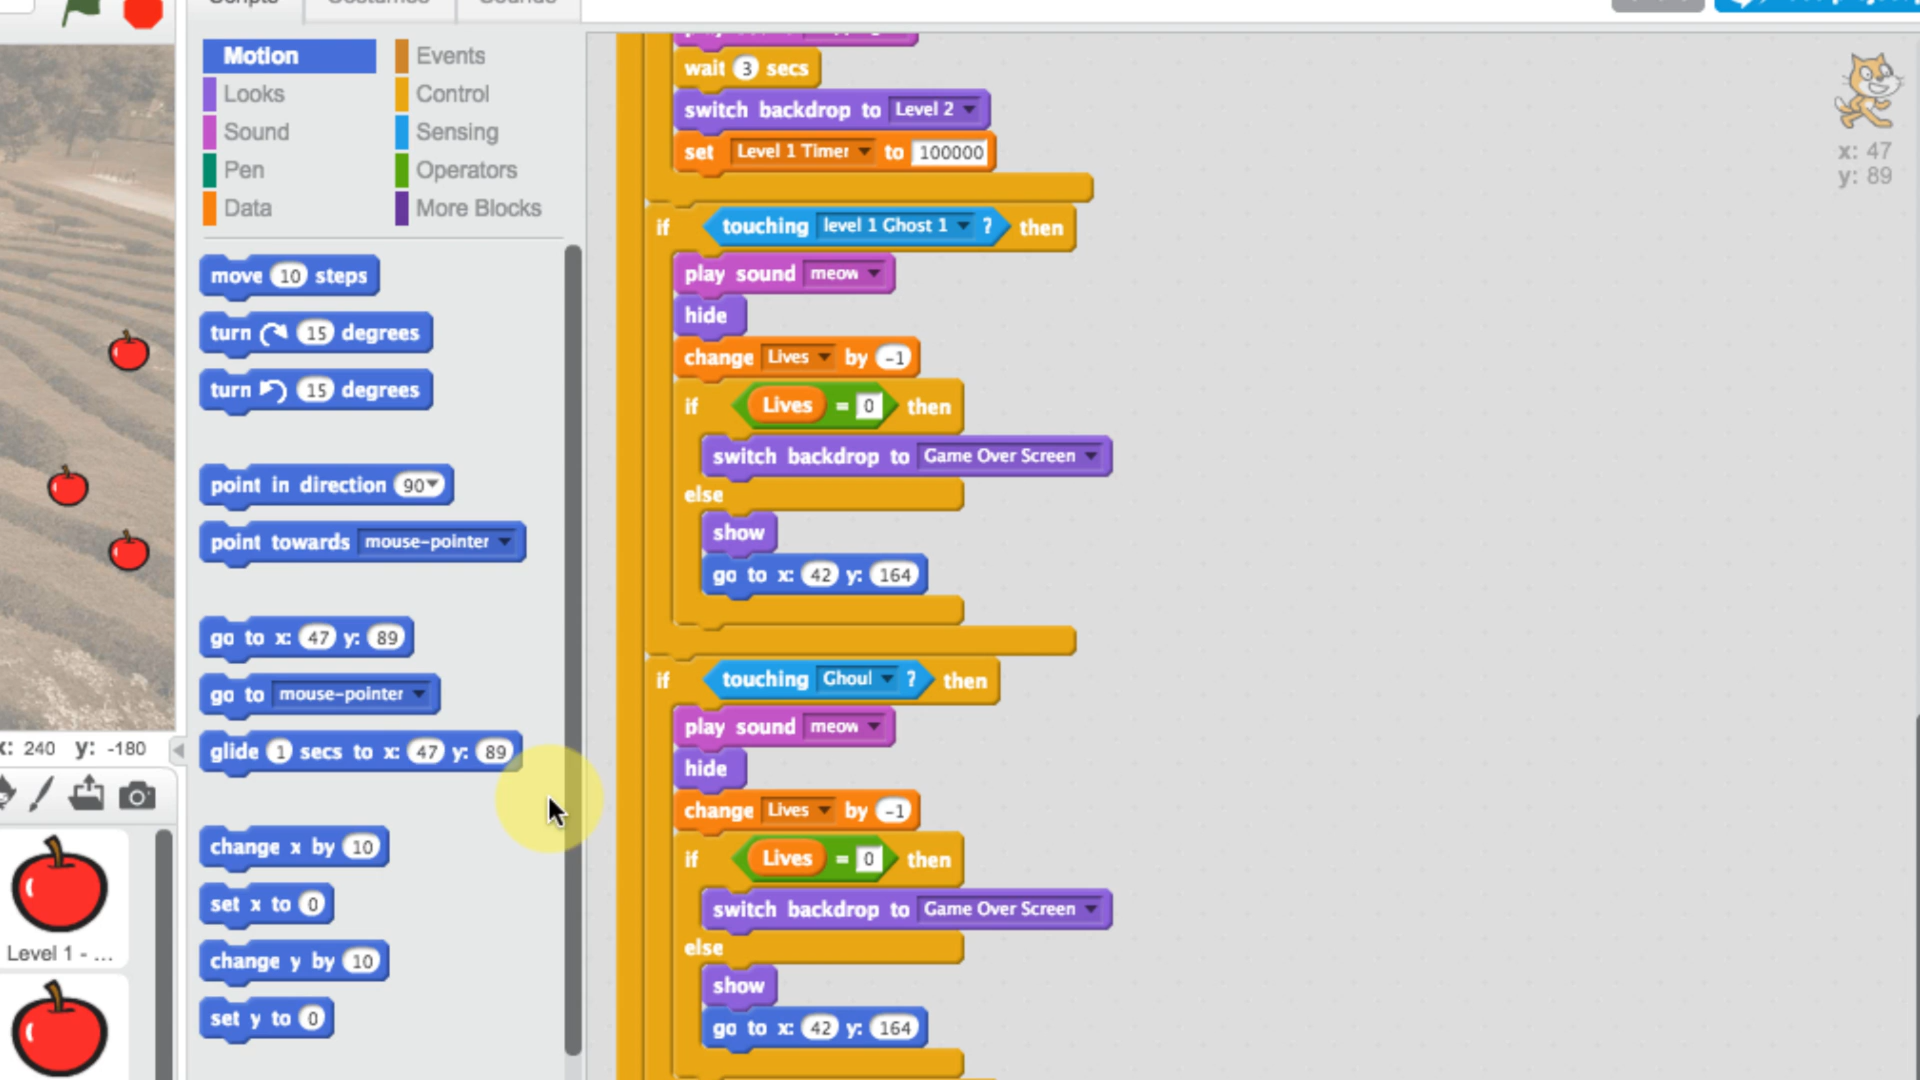 Scripts
Costumes
Sounds
Motion
Looks
Sound
Pen
Data
Events
Control
Sensing
Operators
More Blocks
move 10 steps
turn 15 degrees
turn 15 degrees
point in direction 90
point towards mouse-pointer
go to x: 47 y: 89
go to mouse-pointer
glide 1 secs to x: 47 y: 89
change x by 10
set x to 0
change y by 10
set y to 0
x: 240 y: -180
Level 1 - ...
wait 3 secs
switch backdrop to Level 2
set Level 1 Timer to 100000
if touching level 1 Ghost 1 ? then
play sound meow
hide
change Lives by -1
if Lives = 0 then
switch backdrop to Game Over Screen
else
show
go to x: 42 y: 164
if touching Ghoul ? then
play sound meow
hide
change Lives by -1
if Lives = 0 then
switch backdrop to Game Over Screen
else
show
go to x: 42 y: 164
x: 47
y: 89